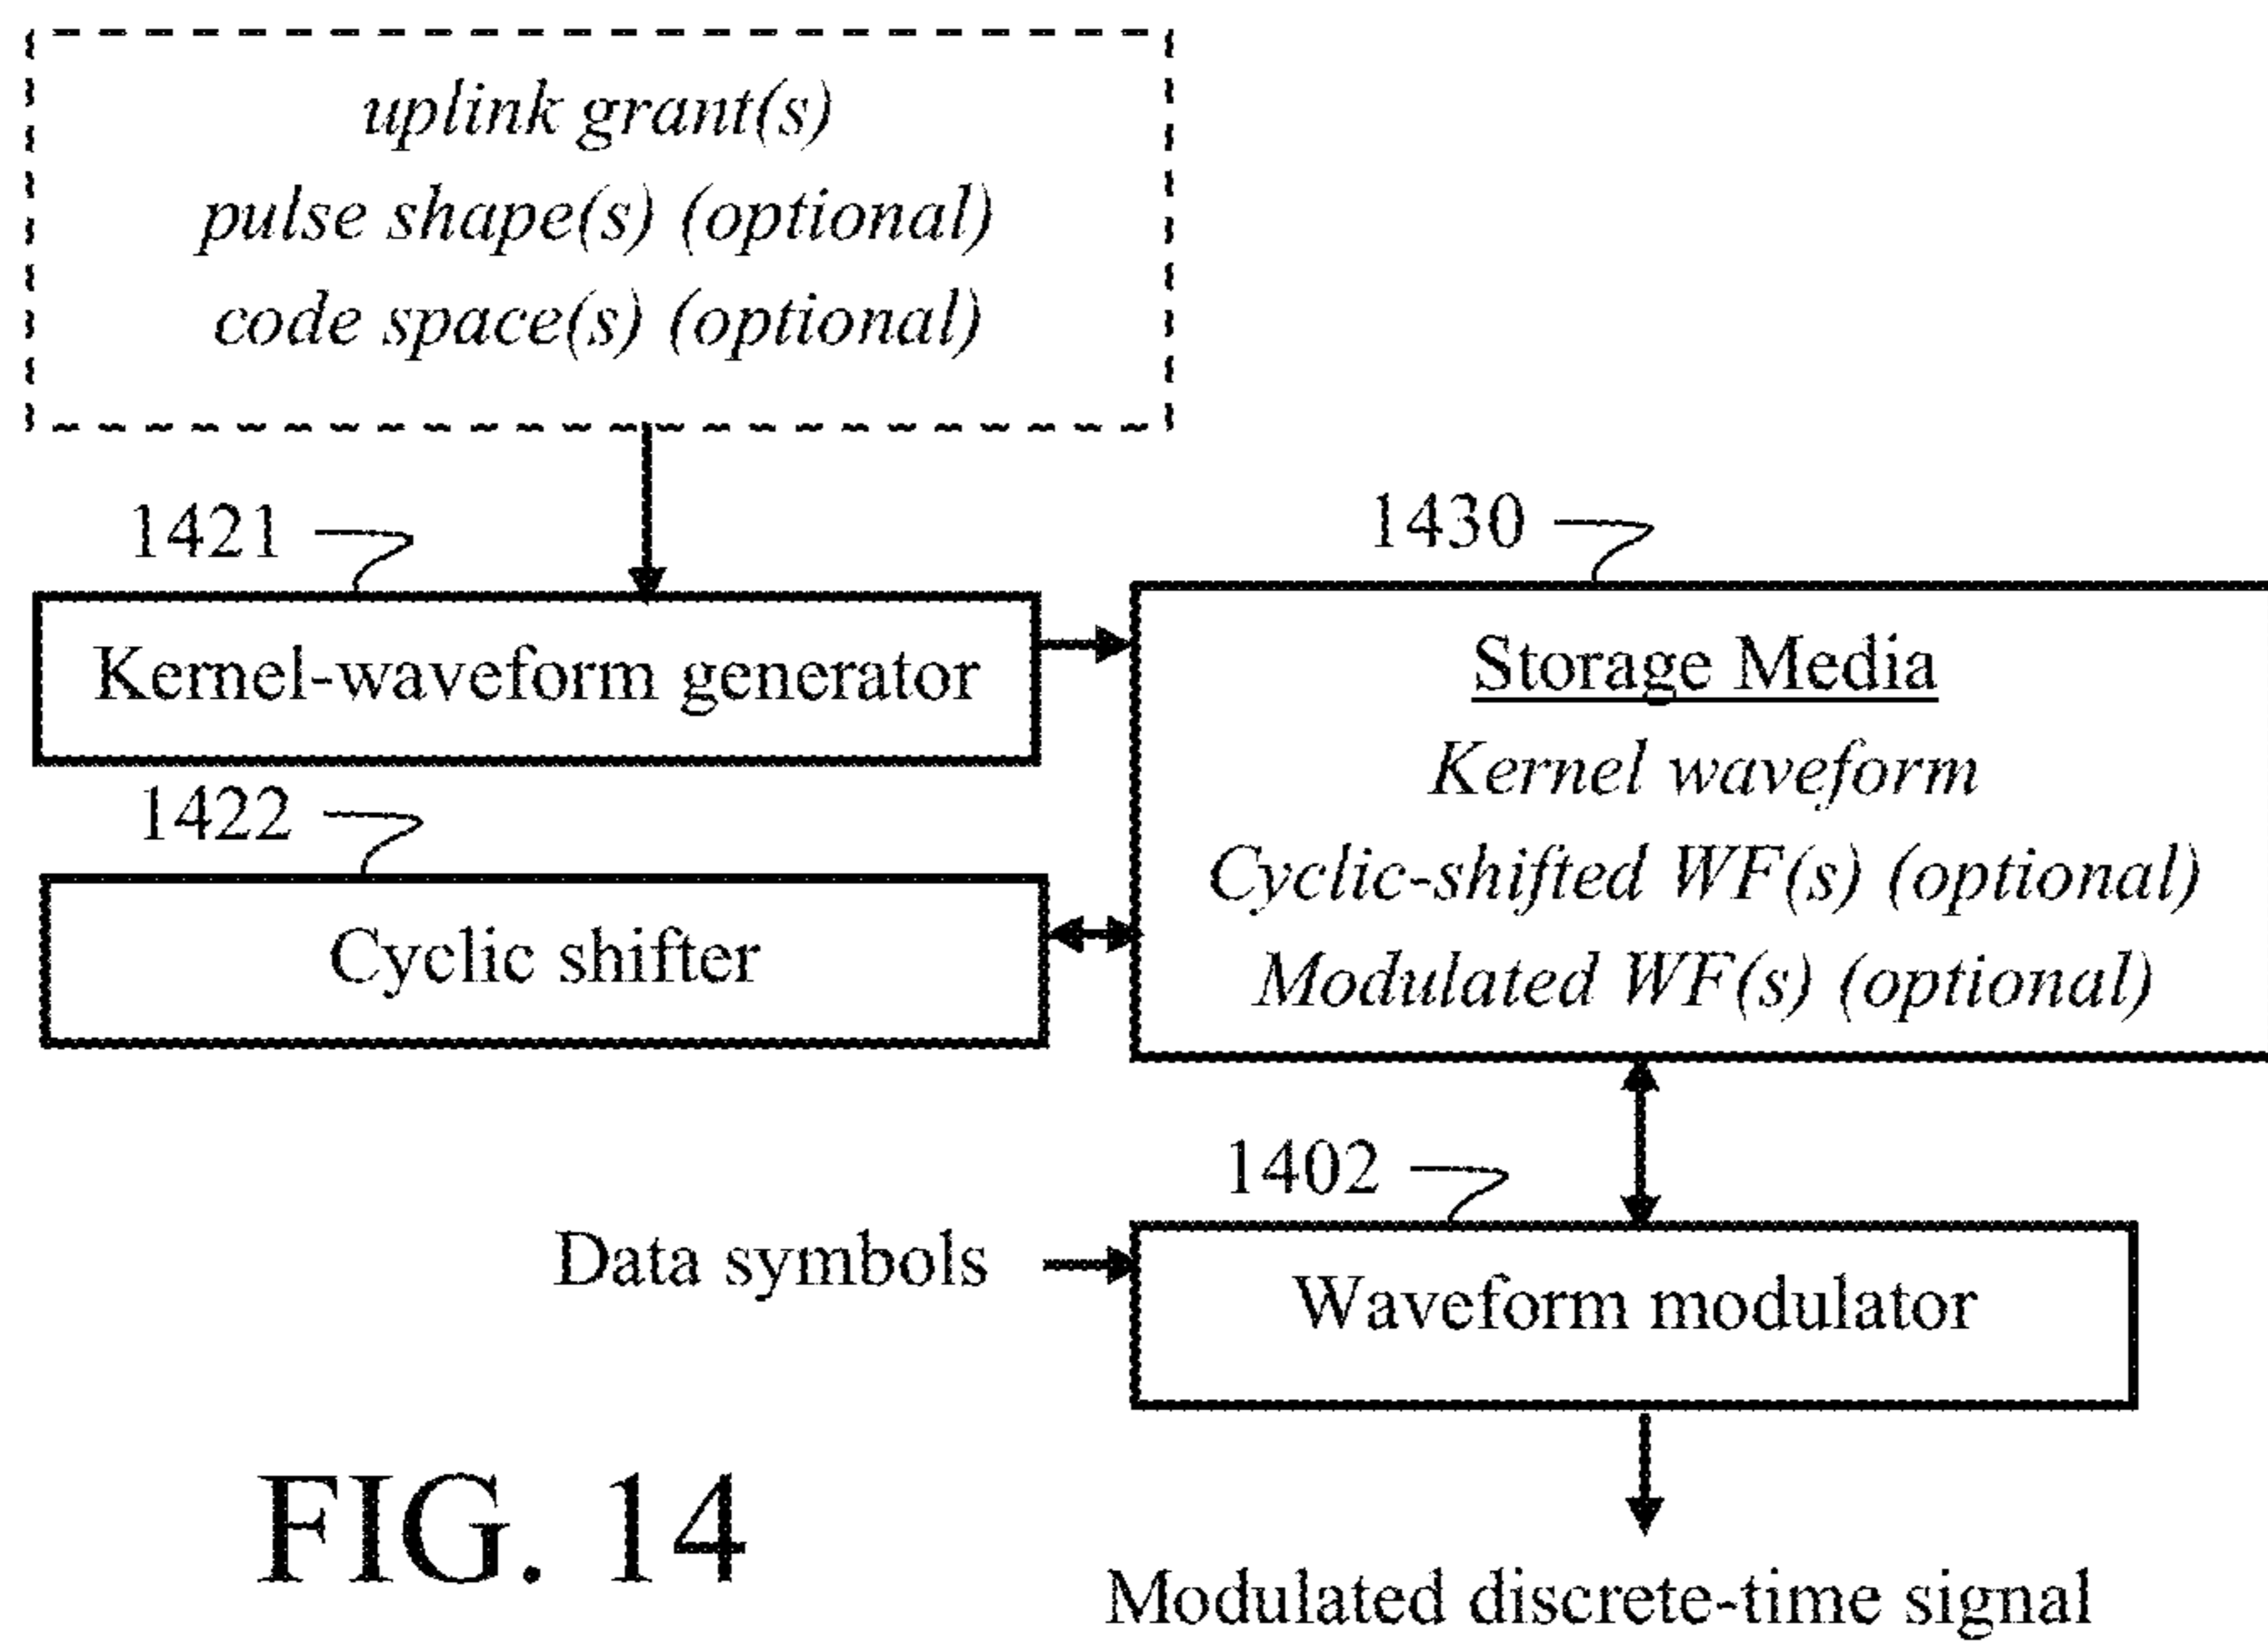 uplink grant(s)
pulse shape(s) (optional)
code space(s) (optional)
1421
1430
Kernel-waveform generator
Storage Media
Kernel waveform
Cyclic-shifted WF(s) (optional)
Modulated WF(s) (optional)
1422
Cyclic shifter
1402
Data symbols
Waveform modulator
Modulated discrete-time signal
FIG. 14